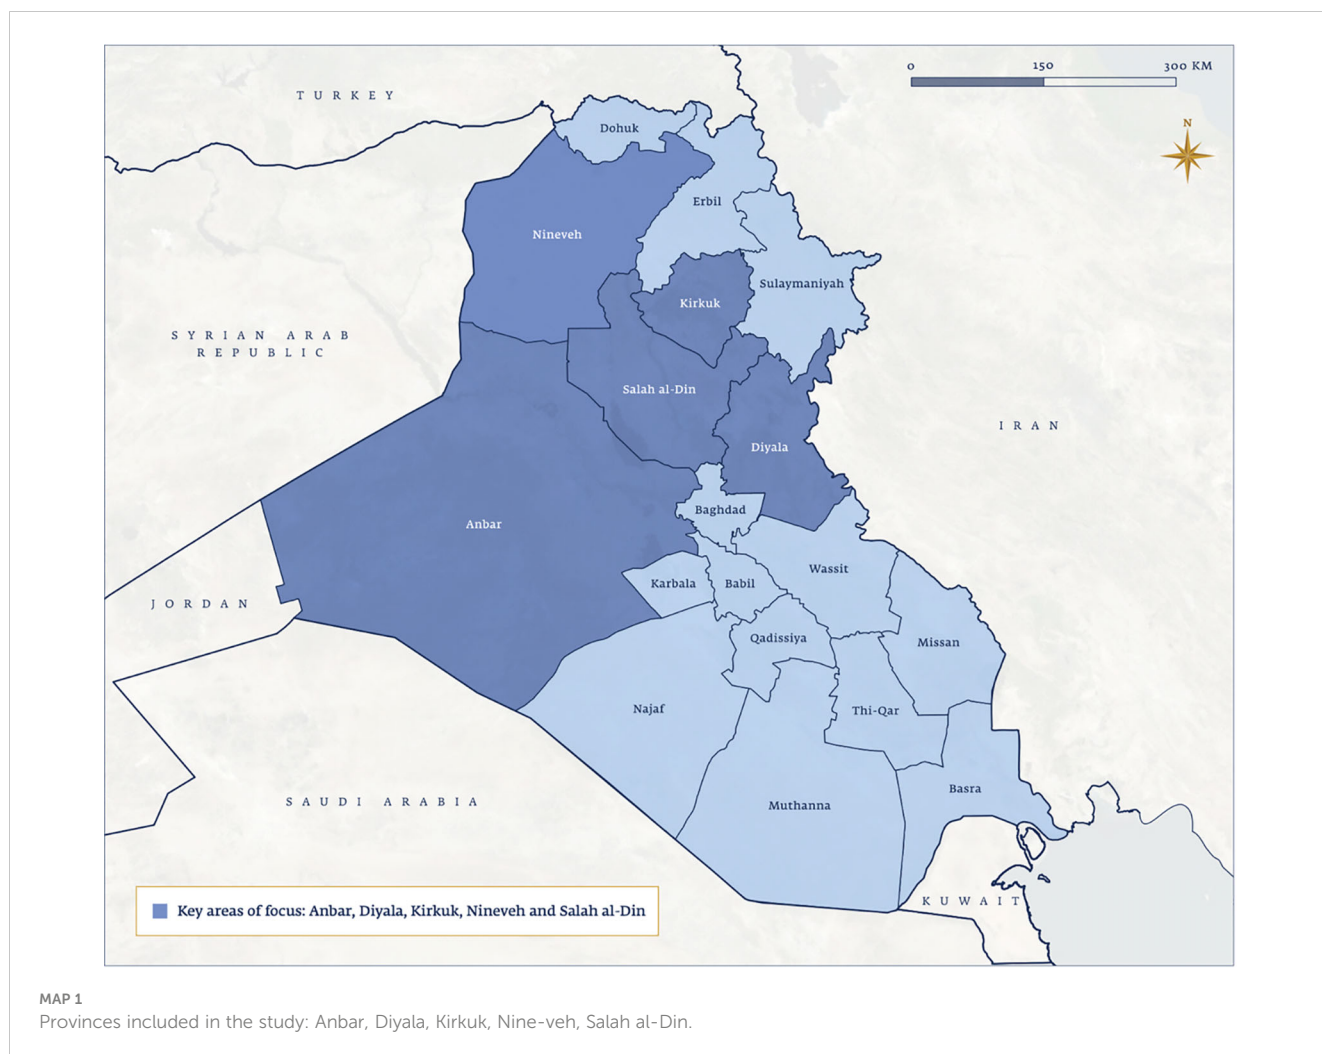 0 150 300 KM
TURKEY
N
Dohuk
Erbil
Nineveh
Sulaymaniyah
Kirkuk
SYRIAN ARAB
REPUBLIC
Salah al-Din
IRAN
Diyala
Baghdad
Anbar
Wassit
Karbala
Babil
JORDAN
Qadissiya
Missan
Najaf
Thi-Qar
Basra
SAUDI ARABIA
Muthanna
KUWAIT
Key areas of focus: Anbar, Diyala, Kirkuk, Nineveh and Salah al-Din
MAP 1
Provinces included in the study: Anbar, Diyala, Kirkuk, Nine-veh, Salah al-Din.